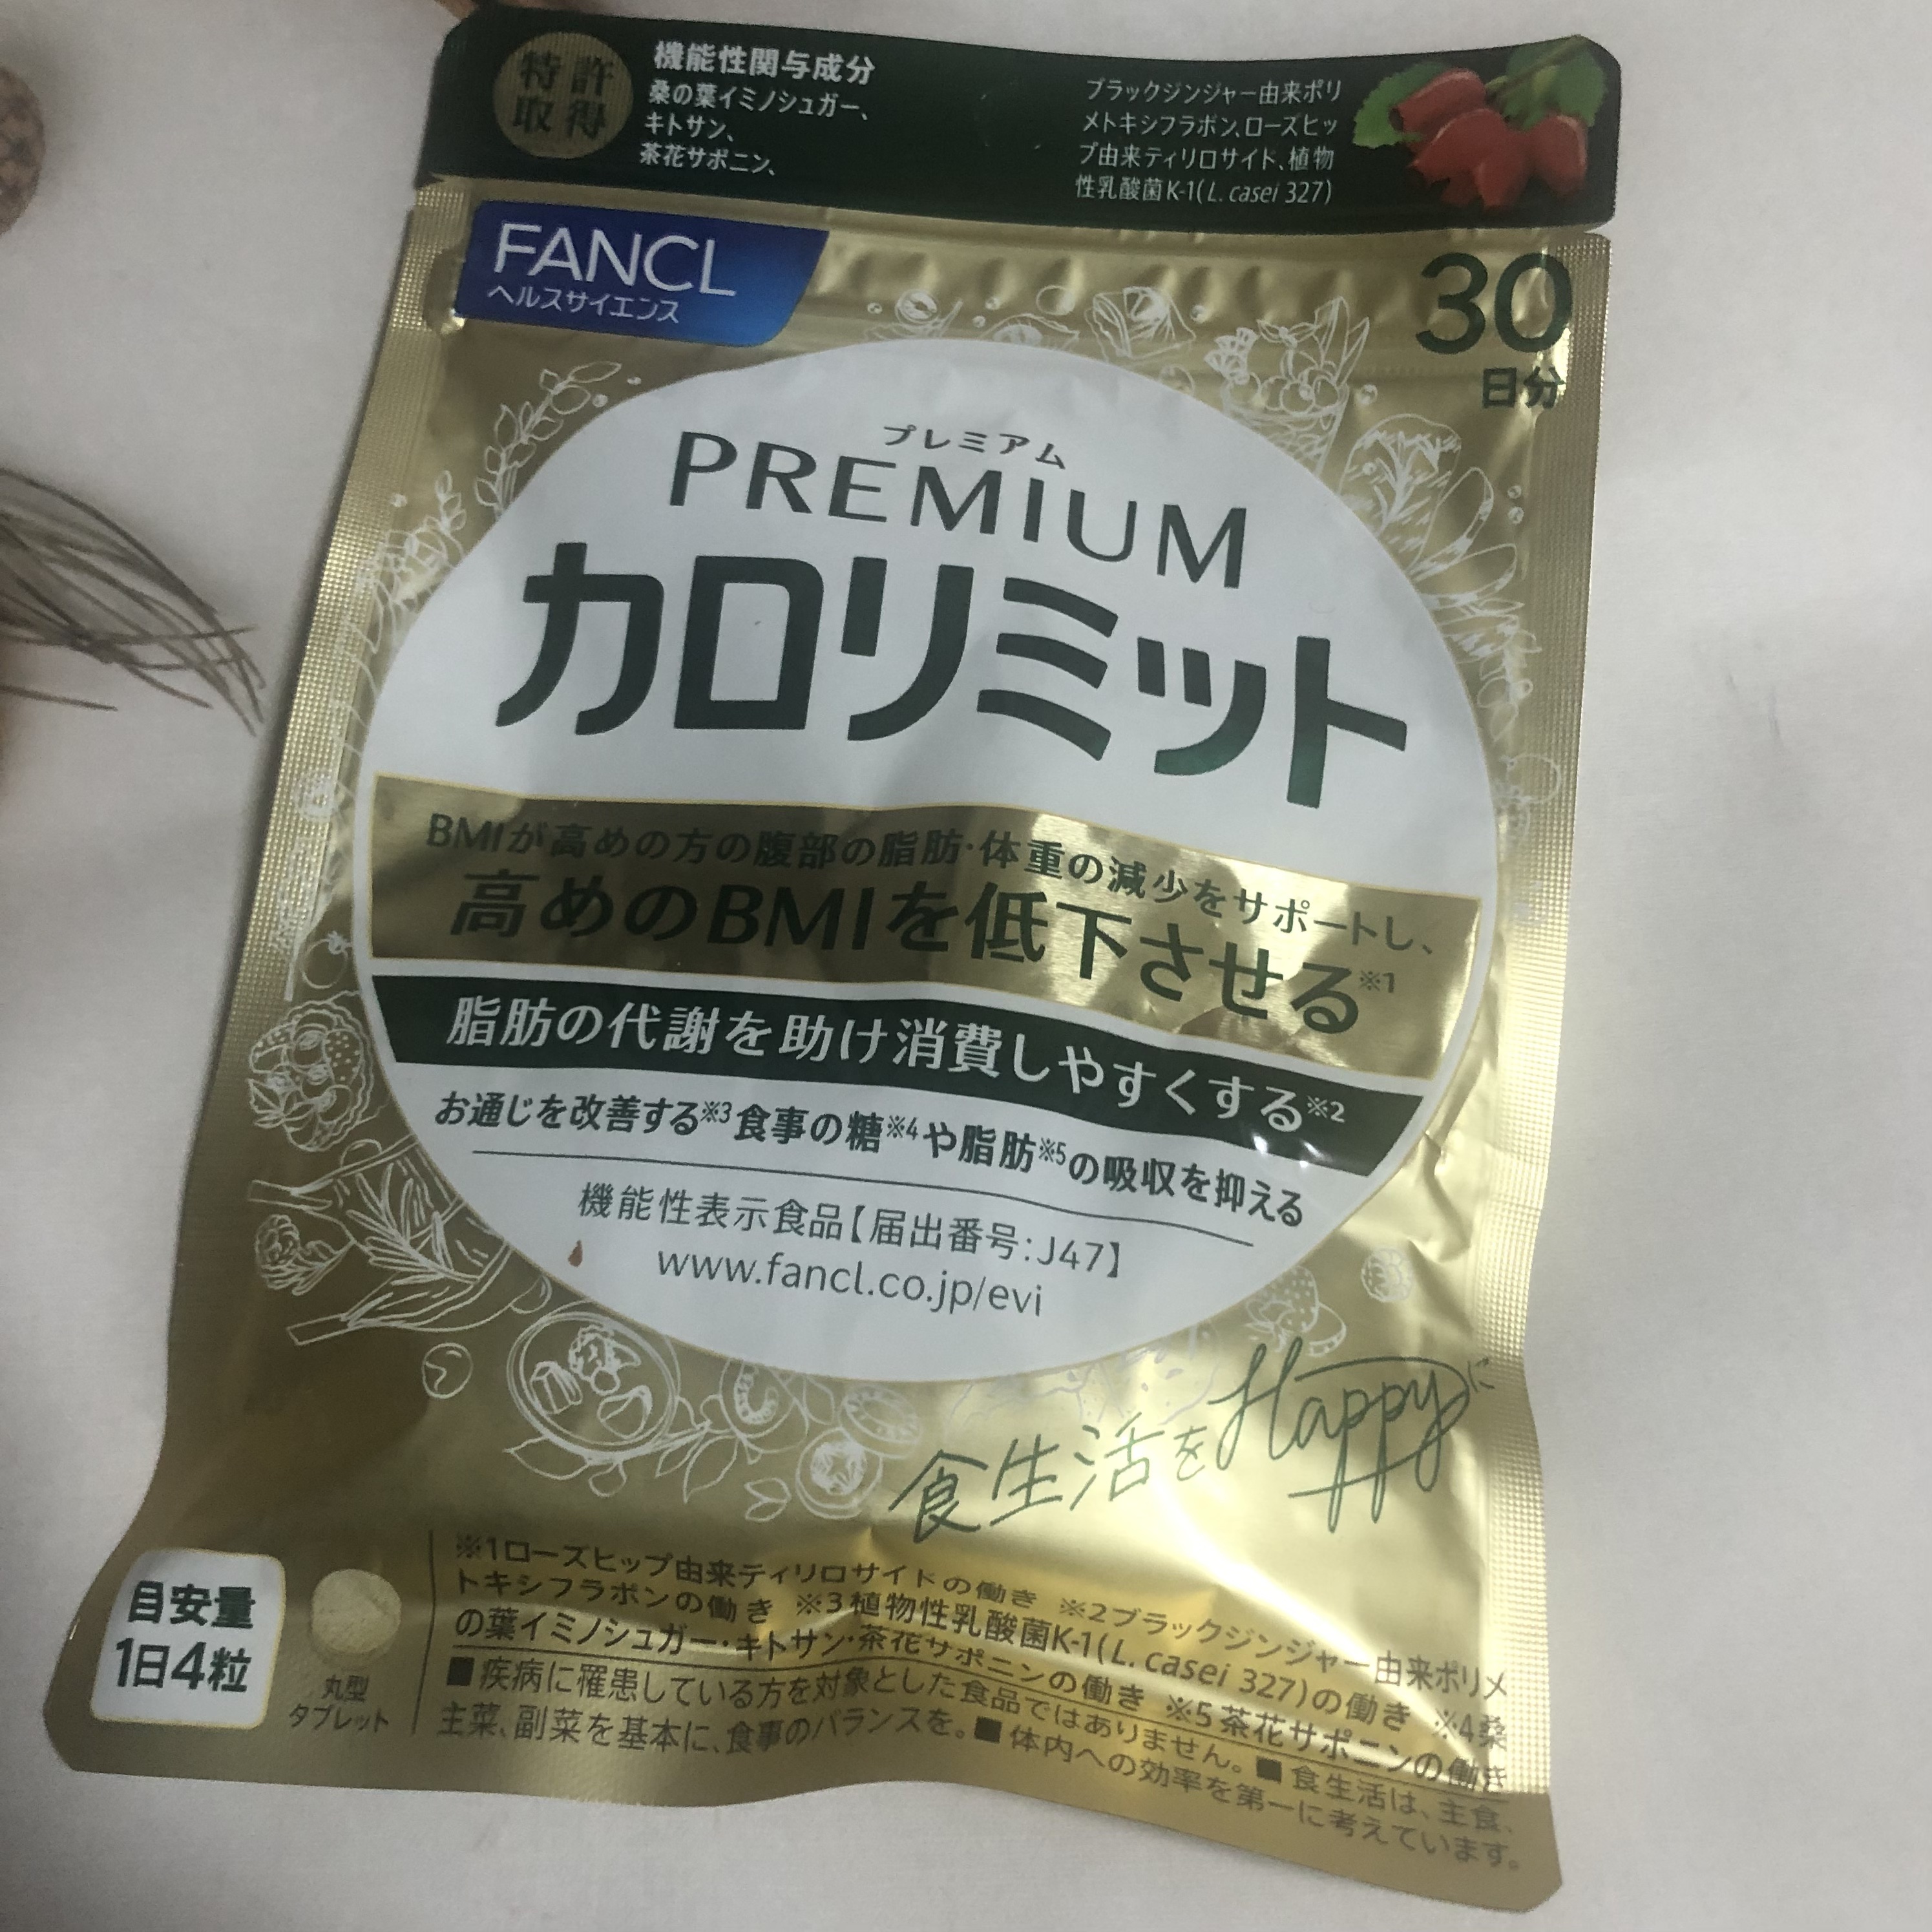 特許
取得
機能性関与成分
桑の葉イミノシュガー、
キトサン、
茶花サポニン、
ブラックジンジャー由来ポリ
メトキシフラボン、ローズヒッ
プ由来ティリロサイド、植物
性乳酸菌K-1(L. casei 327)
FANCL
ヘルスサイエンス
30
日分
プレミアム
PREMIUM
カロリミット
BMIが高めの方の腹部の脂肪・体重の減少をサポートし、
高めのBMIを低下させる※1
脂肪の代謝を助け消費しやすくする※2
お通じを改善する※3食事の糖※4や脂肪※5の吸収を抑える
機能性表示食品【届出番号:J47】
www.fancl.co.jp/evi
食生活をHappyに
目安量
1日4粒
丸型
タブレット
※1ローズヒップ由来ティリロサイドの働き ※2ブラックジンジャー由来ポリメ
トキシフラボンの働き ※3植物性乳酸菌K-1(L. casei 327)の働き ※4桑
の葉イミノシュガー・キトサン・茶花サポニンの働き ※5茶花サポニンの働き
■疾病に罹患している方を対象とした食品ではありません。■食生活は、主食、
主菜、副菜を基本に、食事のバランスを。■体内への効率を第一に考えています。